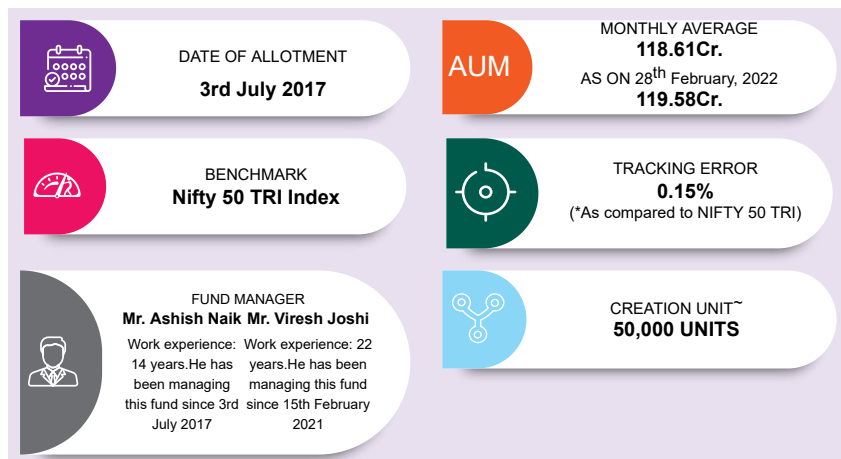 DATE OF ALLOTMENT
3rd July 2017
BENCHMARK
Nifty 50 TRI Index
FUND MANAGER
Mr. Ashish Naik Mr. Viresh Joshi
Work experience:
14 years.He has
been managing
this fund since 3rd
July 2017
Work experience: 22
years.He has been
managing this fund
since 15th February
2021
AUM
MONTHLY AVERAGE
118.61Cr.
AS ON 28th February, 2022
119.58Cr.
TRACKING ERROR
0.15%
(*As compared to NIFTY 50 TRI)
CREATION UNIT~
50,000 UNITS